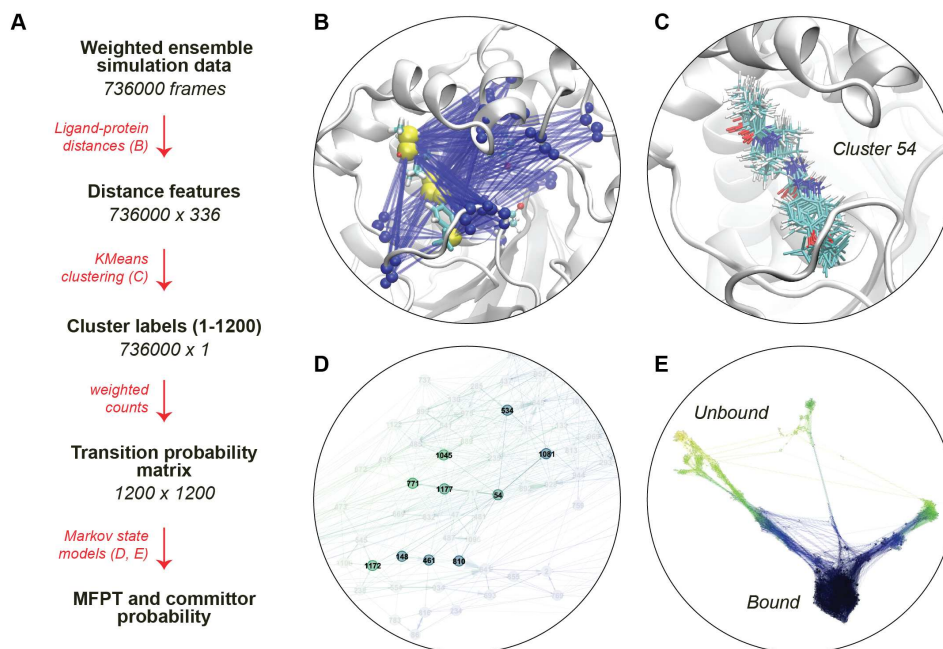 A
Weighted ensemble
simulation data
736000 frames
Ligand-protein
distances (B)
Distance features
736000 x 336
KMeans
clustering (C)
Cluster labels (1-1200)
736000 x 1
weighted
counts
Transition probability
matrix
1200 x 1200
Markov state
models (D, E)
MFPT and committor
probability
B
C
Cluster 54
D
534
1045
1081
771
1177
54
148
1172
461
810
E
Unbound
Bound